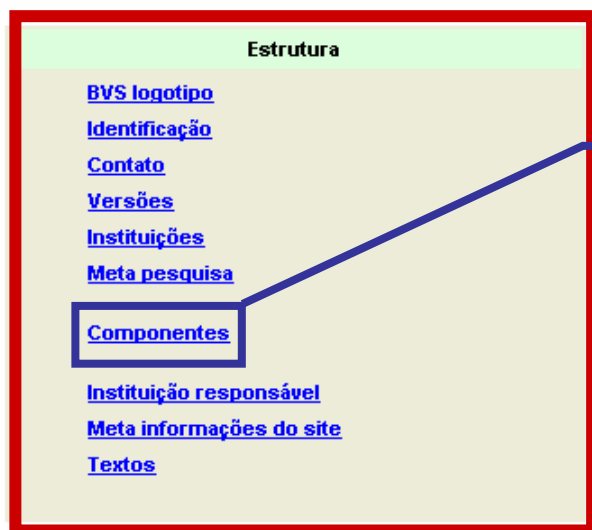 Estrutura
BVS logotipo
Identificação
Contato
Versões
Instituições
Meta pesquisa
Componentes
Instituição responsável
Meta informações do site
Textos